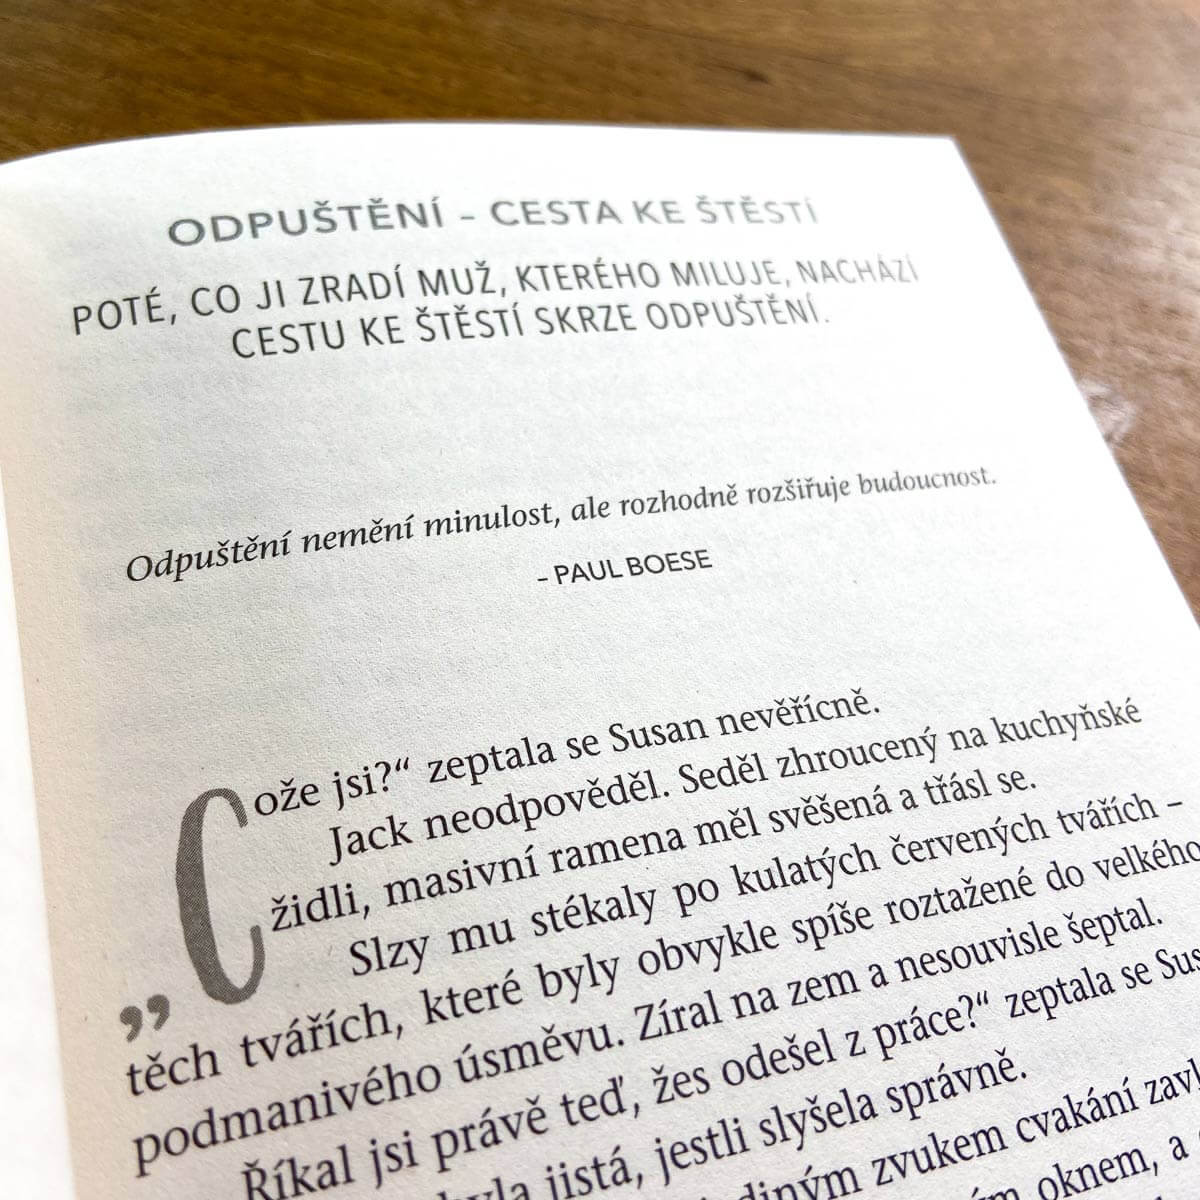 ODPUŠTĚNÍ – CESTA KE ŠTĚSTÍ
POTÉ, CO JI ZRADÍ MUŽ, KTERÉHO MILUJE, NACHÁZÍ
CESTU KE ŠTĚSTÍ SKRZE ODPUŠTĚNÍ.
Odpuštění nemění minulost, ale rozhodně rozšiřuje budoucnost.
– PAUL BOESE
„Cože jsi?“ zeptala se Susan nevěřícně.
Jack neodpověděl. Seděl zhroucený na kuchyňské
židli, masivní ramena měl svěšená a třásl se.
Slzy mu stékaly po kulatých červených tvářích –
těch tvářích, které byly obvykle spíše roztažené do velkého
podmanivého úsměvu. Zíral na zem a nesouvisle šeptal.
Říkal jsi právě teď, žes odešel z práce?“ zeptala se
jistá, jestli slyšela správně.
zvukem cvakání
oknem, a